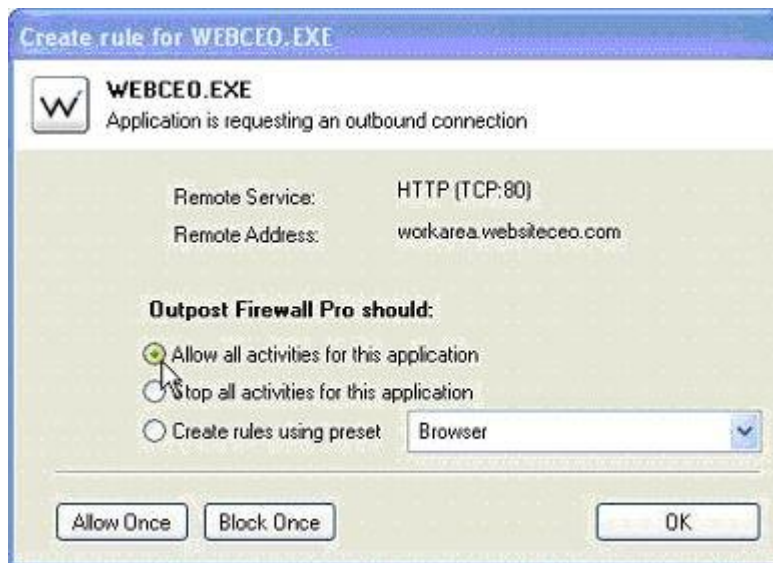 Create rule for WEBCEO.EXE
W
WEBCEO.EXE
Application is requesting an outbound connection
Remote Service: HTTP (TCP:80)
Remote Address: workarea.websiteceo.com
Outpost Firewall Pro should:
Allow all activities for this application
Stop all activities for this application
Create rules using preset Browser
Allow Once Block Once OK